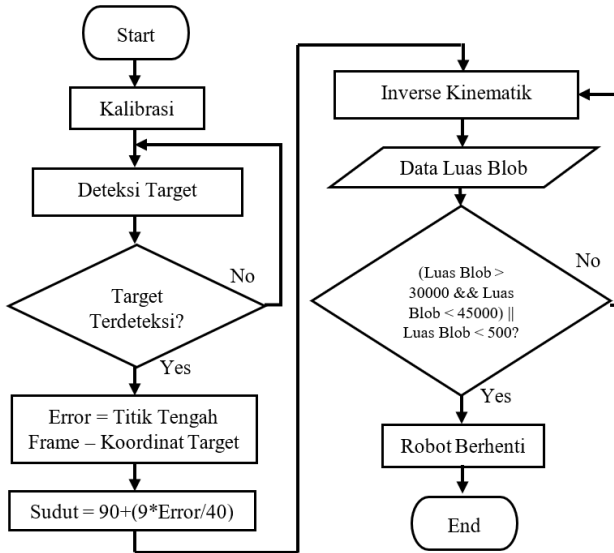 Start
Kalibrasi
Deteksi Target
No
Target
Terdeteksi?
Yes
Error = Titik Tengah
Frame – Koordinat Target
Sudut = 90+(9*Error/40)
Inverse Kinematik
Data Luas Blob
No
(Luas Blob >
30000 && Luas
Blob < 45000) ||
Luas Blob < 500?
Yes
Robot Berhenti
End